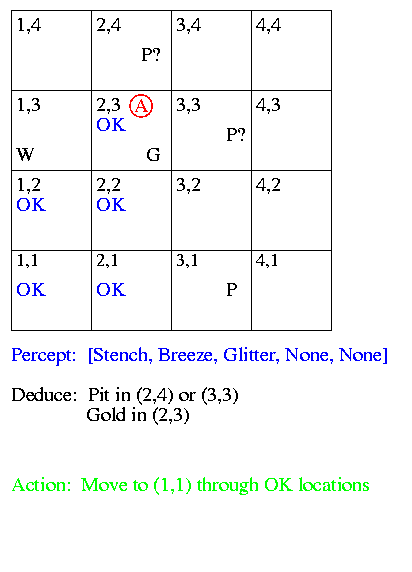 1,4 2,4 3,4 4,4
P?
1,3 2,3 A 3,3 4,3
OK
P?
W G
1,2 2,2 3,2 4,2
OK OK
1,1 2,1 3,1 4,1
OK OK P
Percept: [Stench, Breeze, Glitter, None, None]
Deduce: Pit in (2,4) or (3,3)
Gold in (2,3)
Action: Move to (1,1) through OK locations